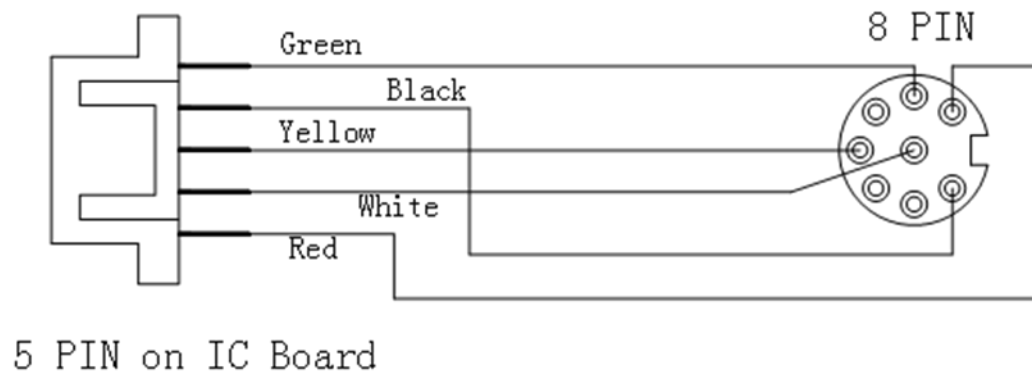 8 PIN
Green
Black
Yellow
White
Red
5 PIN on IC Board